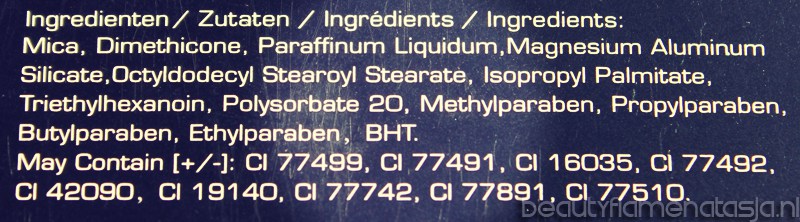 Ingredienten / Zutaten / Ingrédients / Ingredients:
Mica, Dimethicone, Paraffinum Liquidum,Magnesium Aluminum
Silicate,Octyldodecyl Stearoyl Stearate, Isopropyl Palmitate,
Triethylhexanoin, Polysorbate 20, Methylparaben, Propylparaben,
Butylparaben, Ethylparaben, BHT.
May Contain [+/-]: CI 77499, CI 77491, CI 16035, CI 77492,
CI 42090, CI 19140, CI 77742, CI 77891, CI 77510.
beautyflamenatasja.nl